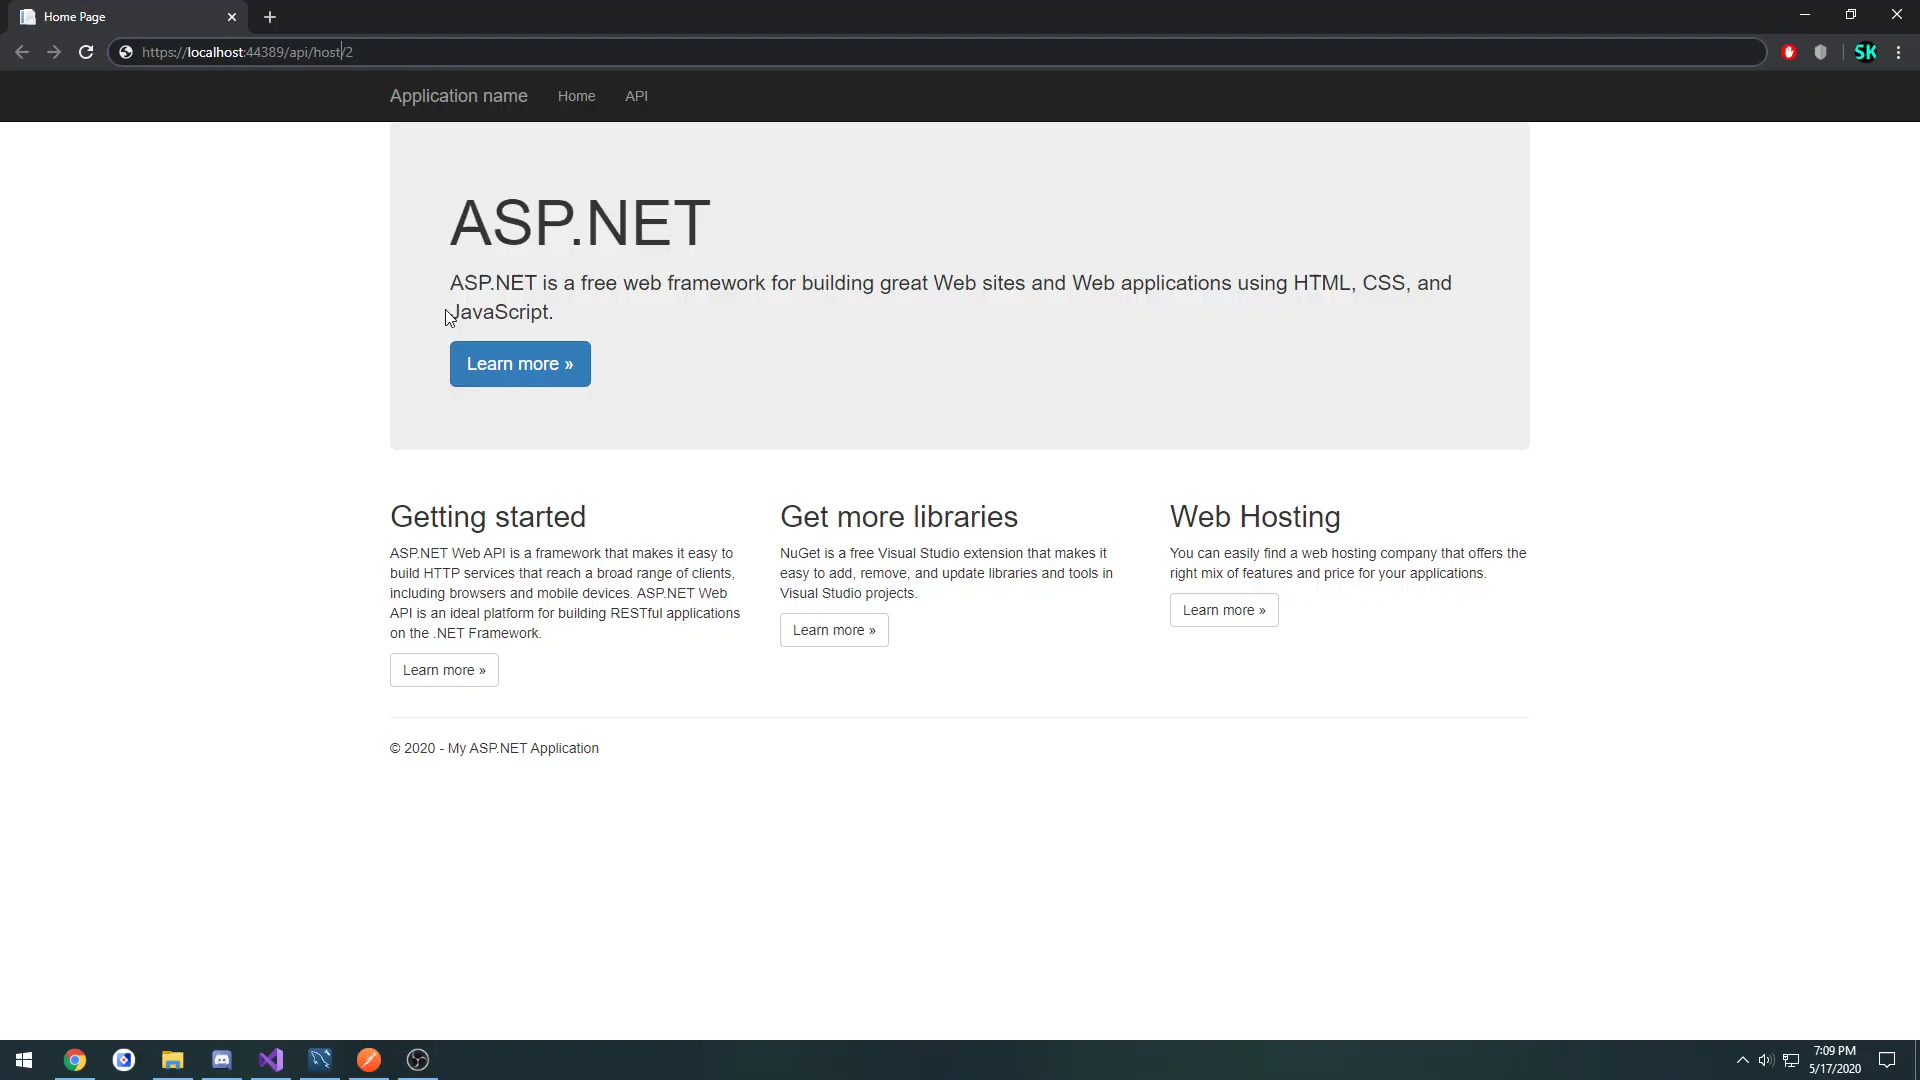 Home Page
https://localhost:44389/api/host/2
SK
Application name Home API
ASP.NET
ASP.NET is a free web framework for building great Web sites and Web applications using HTML, CSS, and
JavaScript.
Learn more »
Getting started
ASP.NET Web API is a framework that makes it easy to
build HTTP services that reach a broad range of clients,
including browsers and mobile devices. ASP.NET Web
API is an ideal platform for building RESTful applications
on the .NET Framework.
Learn more »
Get more libraries
NuGet is a free Visual Studio extension that makes it
easy to add, remove, and update libraries and tools in
Visual Studio projects.
Learn more »
Web Hosting
You can easily find a web hosting company that offers the
right mix of features and price for your applications.
Learn more »
© 2020 - My ASP.NET Application
7:09 PM
5/17/2020